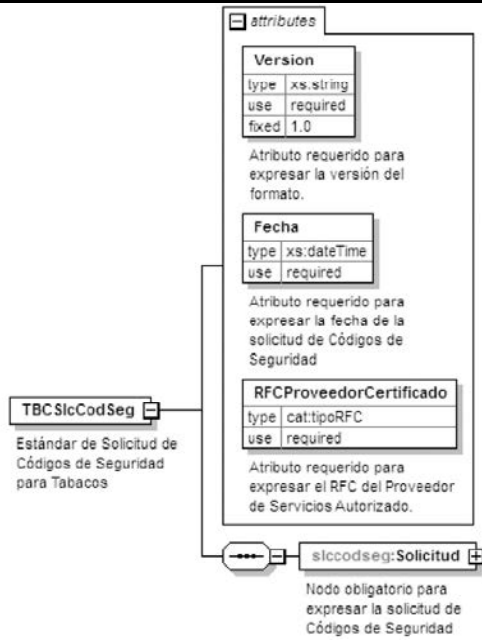 attributes
Version
type xs:string
use required
fixed 1.0
Atributo requerido para
expresar la versión del
formato.
Fecha
type xs:dateTime
use required
Atributo requerido para
expresar la fecha de la
solicitud de Códigos de
Seguridad
RFCProveedorCertificado
type cat:tipoRFC
use required
Atributo requerido para
expresar el RFC del Proveedor
de Servicios Autorizado.
TBCSlcCodSeg
Estándar de Solicitud de
Códigos de Seguridad
para Tabacos
slccodseg:Solicitud
Nodo obligatorio para
expresar la solicitud de
Códigos de Seguridad